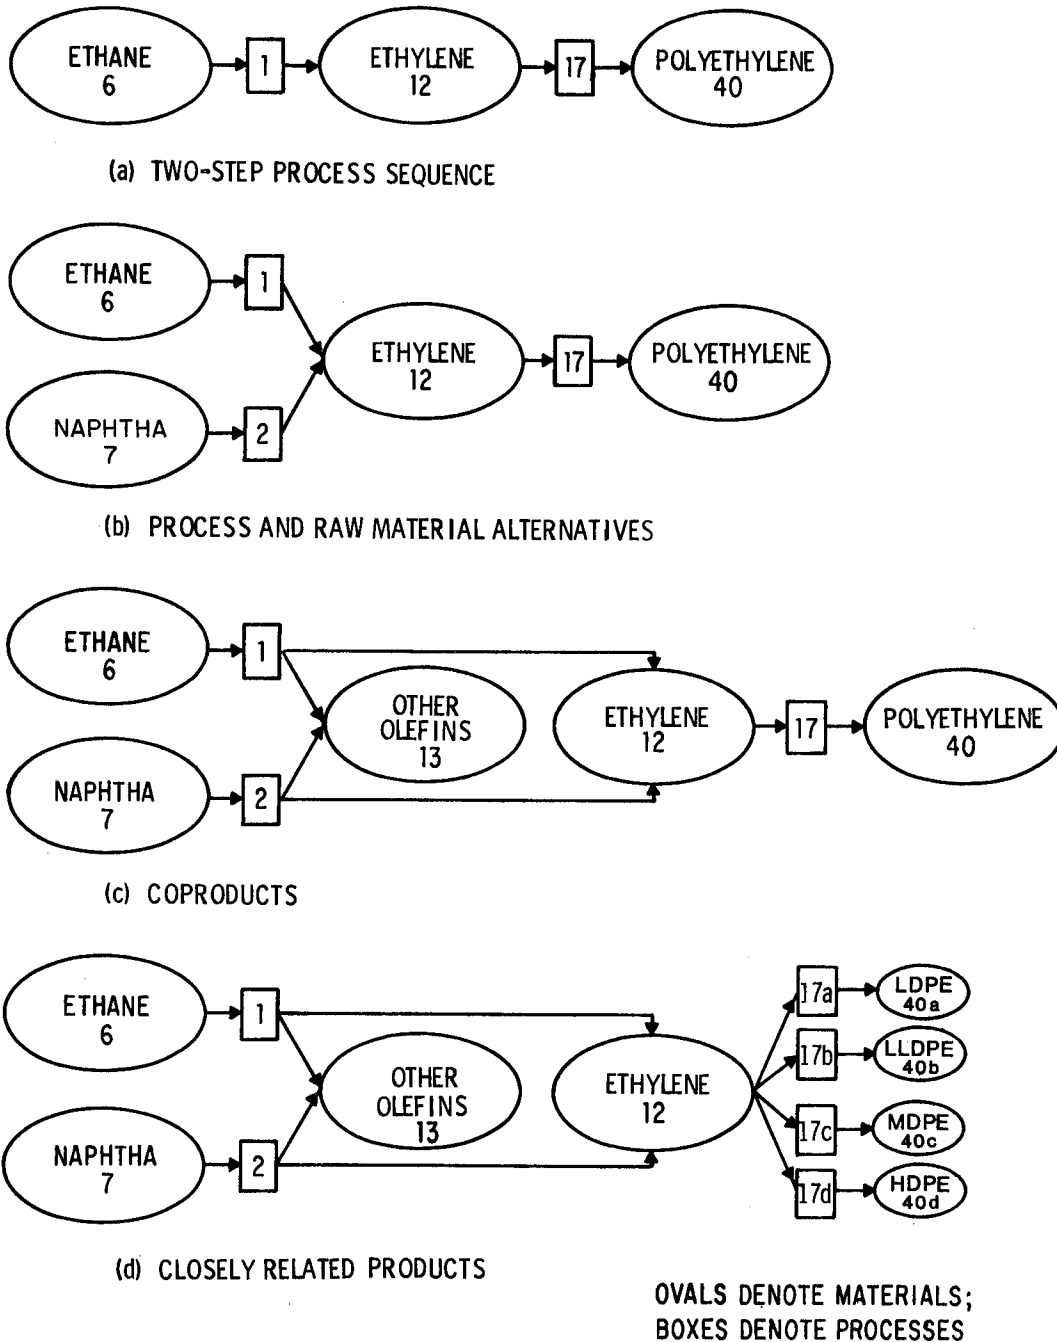 ETHANE
6
1
ETHYLENE
12
17
POLYETHYLENE
40
(a) TWO-STEP PROCESS SEQUENCE
ETHANE
6
1
NAPHTHA
7
2
ETHYLENE
12
17
POLYETHYLENE
40
(b) PROCESS AND RAW MATERIAL ALTERNATIVES
ETHANE
6
1
NAPHTHA
7
2
OTHER
OLEFINS
13
ETHYLENE
12
17
POLYETHYLENE
40
(c) COPRODUCTS
ETHANE
6
1
NAPHTHA
7
2
OTHER
OLEFINS
13
ETHYLENE
12
17a
LDPE
40a
17b
LLDPE
40b
17c
MDPE
40c
17d
HDPE
40d
(d) CLOSELY RELATED PRODUCTS
OVALS DENOTE MATERIALS;
BOXES DENOTE PROCESSES